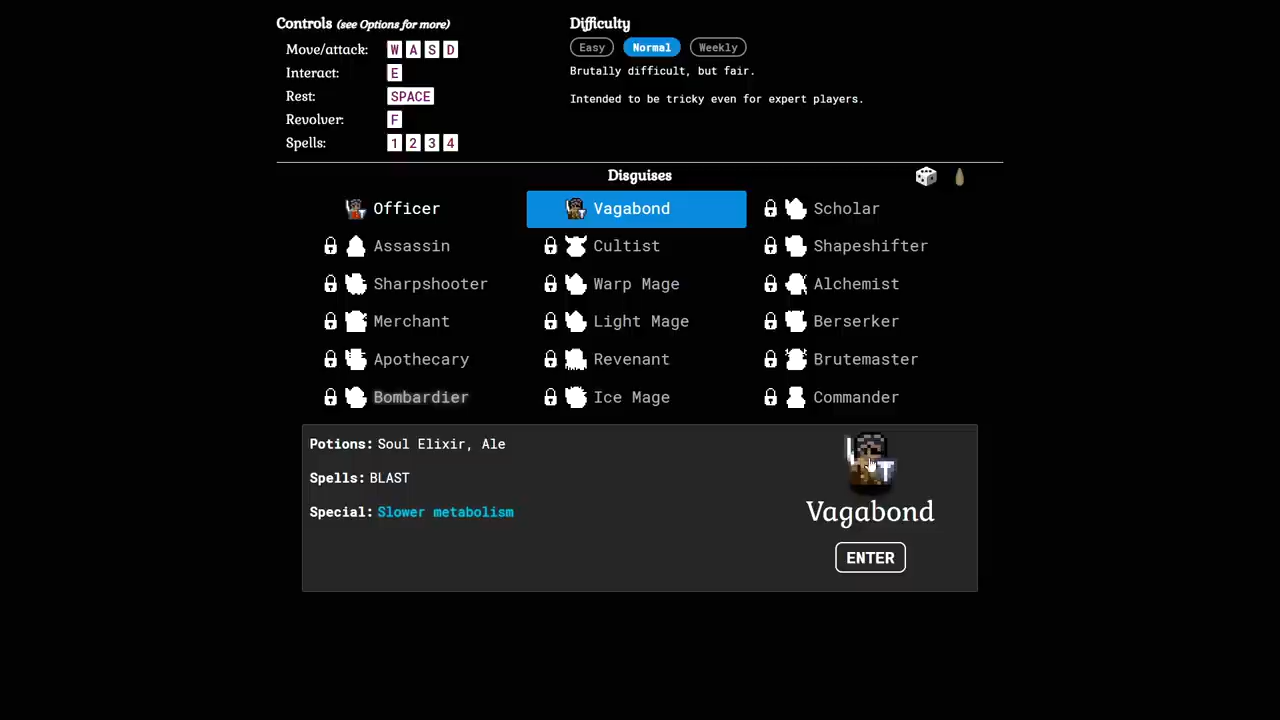 Controls (see Options for more)
Move/attack: W A S D
Interact: E
Rest: SPACE
Revolver: F
Spells: 1 2 3 4
Difficulty
Easy Normal Weekly
Brutally difficult, but fair.
Intended to be tricky even for expert players.
Disguises
Officer Vagabond Scholar
Assassin Cultist Shapeshifter
Sharpshooter Warp Mage Alchemist
Merchant Light Mage Berserker
Apothecary Revenant Brutemaster
Bombardier Ice Mage Commander
Potions: Soul Elixir, Ale
Spells: BLAST
Special: Slower metabolism
Vagabond
ENTER